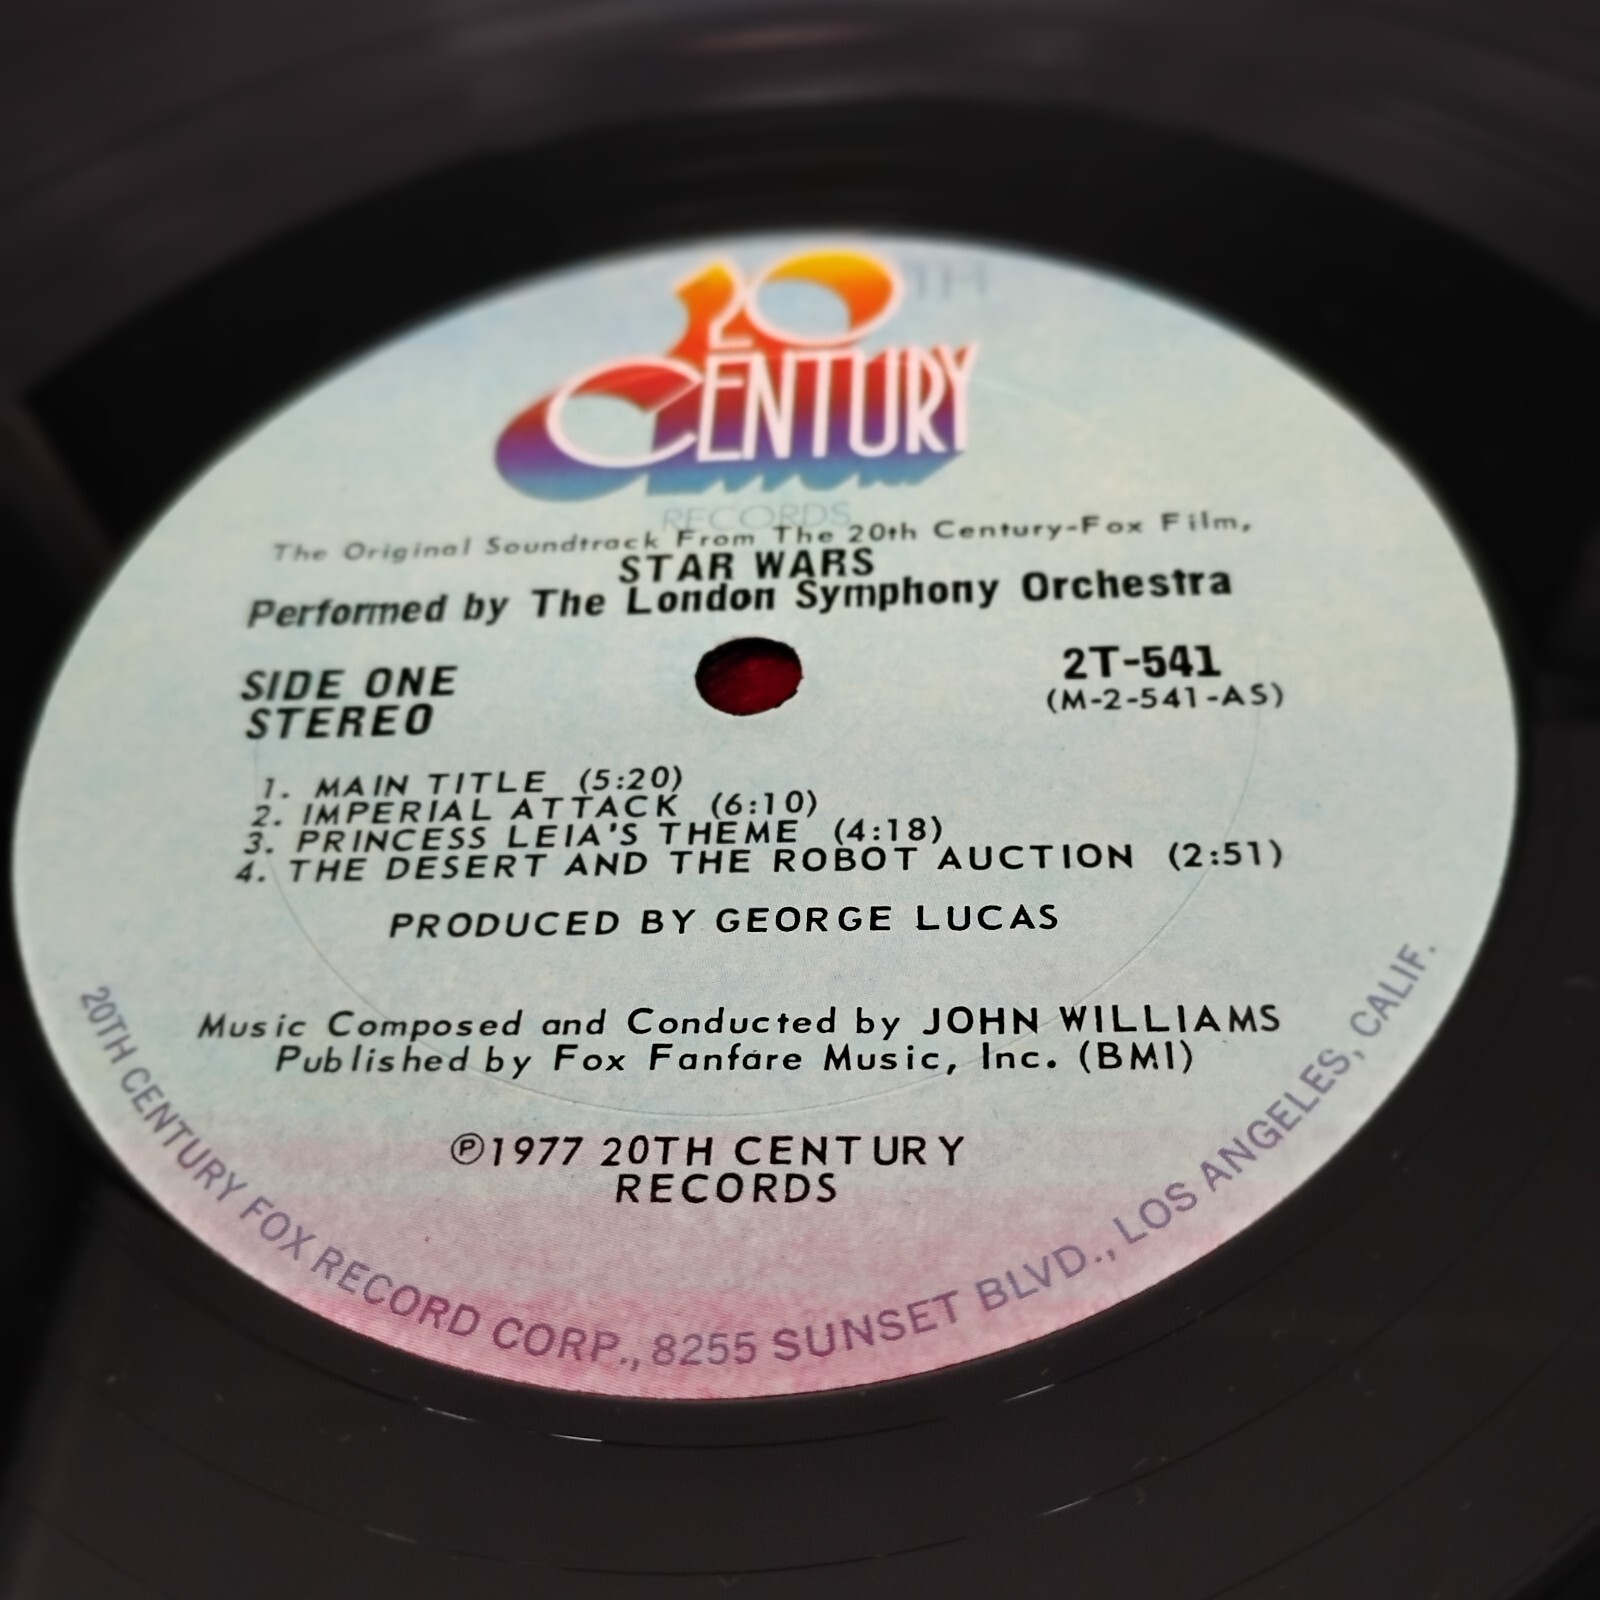 20TH
CENTURY
RECORDS
The Original Soundtrack From The 20th Century-Fox Film,
STAR WARS
Performed by The London Symphony Orchestra
SIDE ONE
STEREO
2T-541
(M-2-541-AS)
1. MAIN TITLE (5:20)
2. IMPERIAL ATTACK (6:10)
3. PRINCESS LEIA'S THEME (4:18)
4. THE DESERT AND THE ROBOT AUCTION (2:51)
PRODUCED BY GEORGE LUCAS
Music Composed and Conducted by JOHN WILLIAMS
Published by Fox Fanfare Music, Inc. (BMI)
℗1977 20TH CENTURY
RECORDS
20TH CENTURY FOX RECORD CORP., 8255 SUNSET BLVD., LOS ANGELES, CALIF.